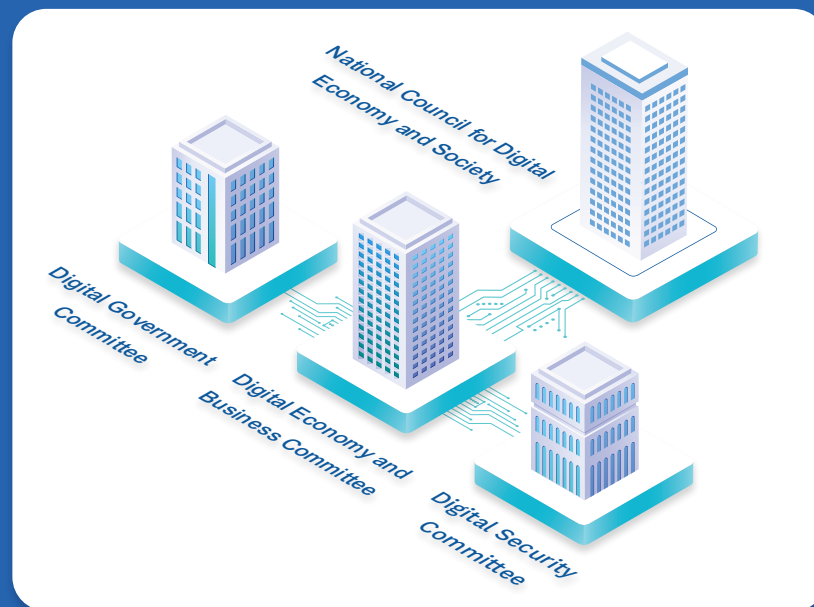 National Council for Digital
Economy and Society
Digital Government
Committee
Digital Economy and
Business Committee
Digital Security
Committee